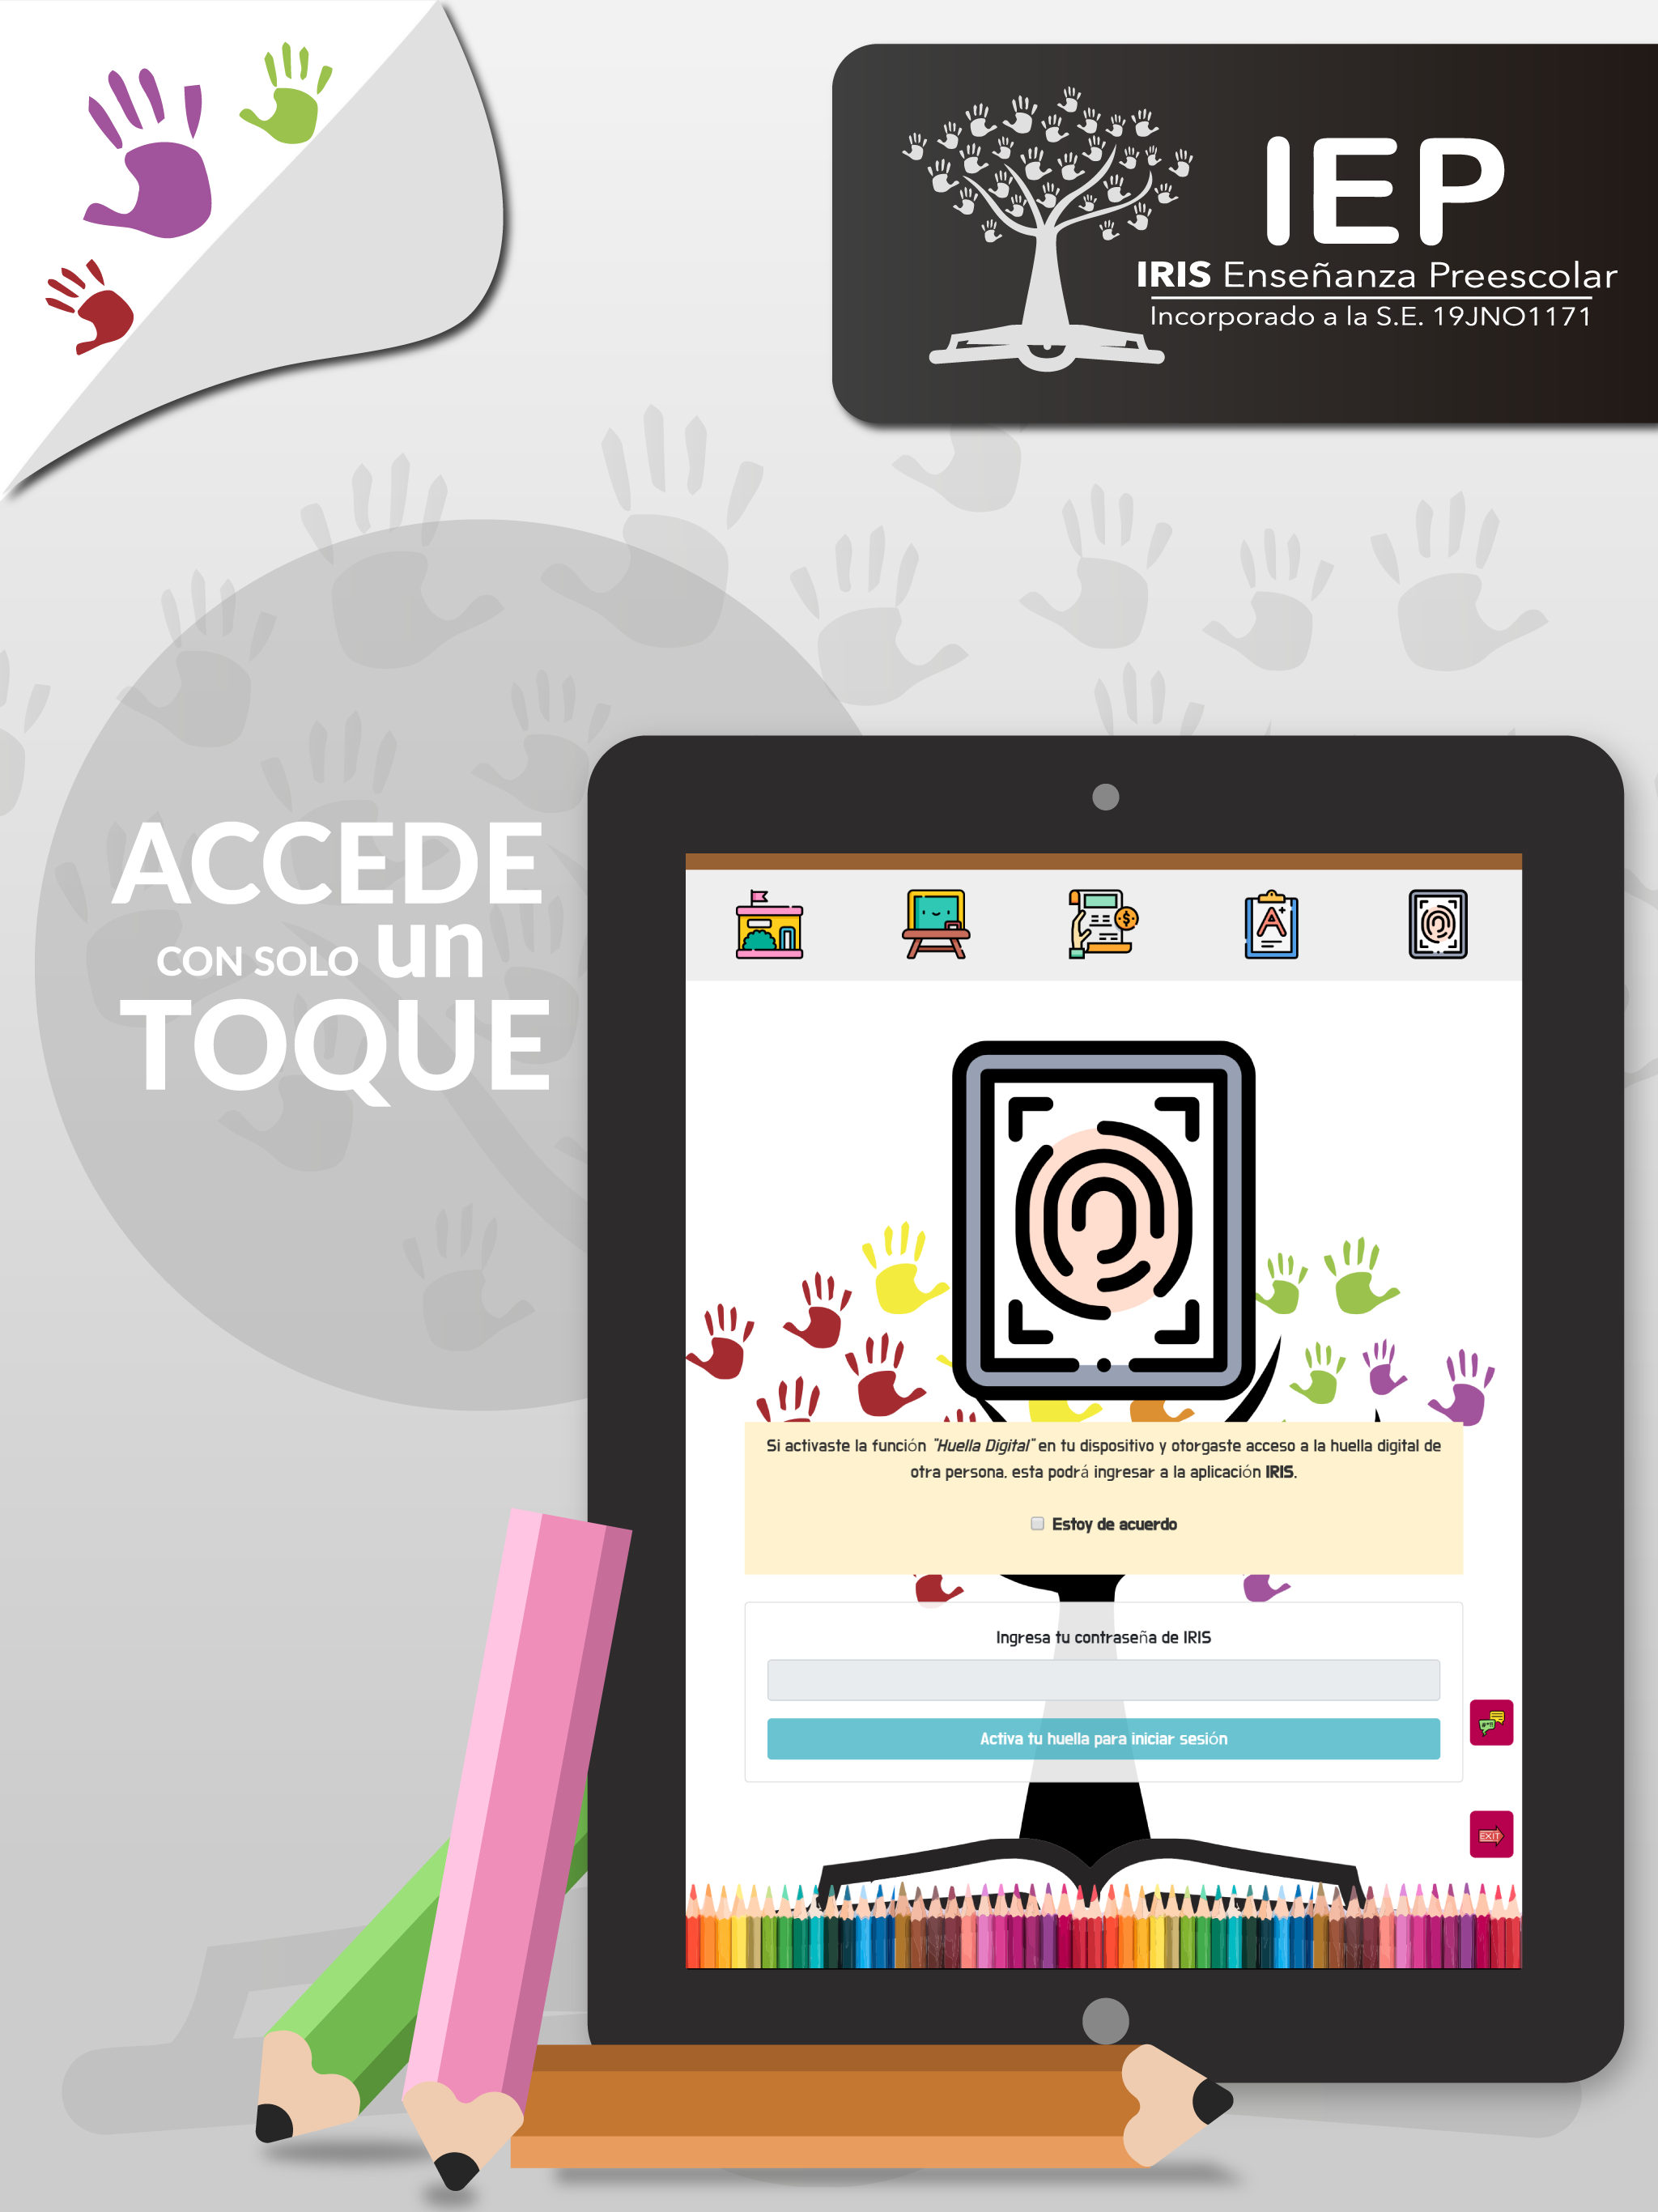 IEP
IRIS Enseñanza Preescolar
Incorporado a la S.E. 19JNO1171
ACCEDE
CON SOLO un
TOQUE
Si activaste la función "Huella Digital" en tu dispositivo y otorgaste acceso a la huella digital de
otra persona, esta podrá ingresar a la aplicación IRIS.
Estoy de acuerdo
Ingresa tu contraseña de IRIS
Activa tu huella para iniciar sesión
EXIT